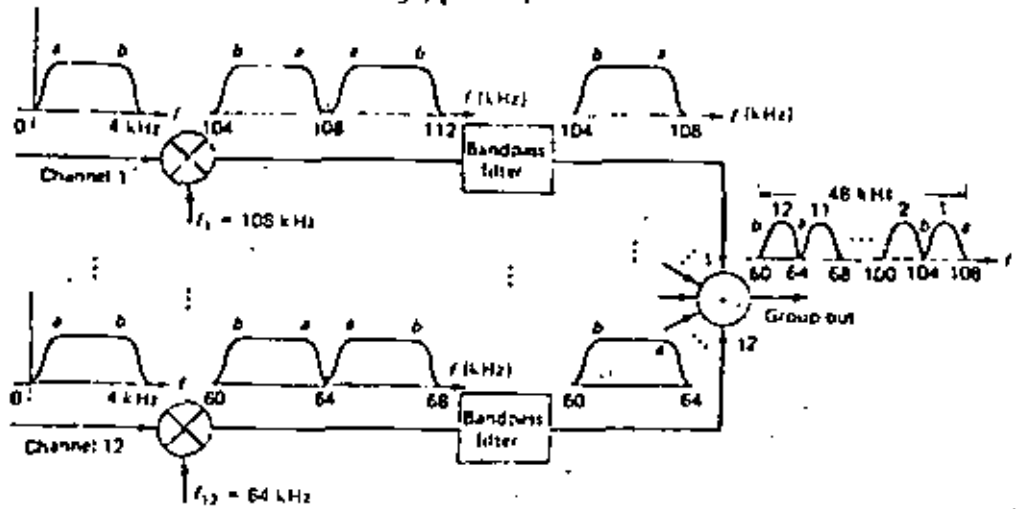 a b
b a a b
b a
0 4 kHz f
104 108 112 f (kHz)
104 108 f (kHz)
Channel 1
Bandpass
filter
f₁ = 108 kHz
48 kHz
12 11 ... 2 1
b a b a
60 64 68 100 104 108 f
1
Group out
12
a b
b a a b
b a
0 4 kHz f
60 64 68 f (kHz)
60 64
Channel 12
Bandpass
filter
f₁₂ = 64 kHz